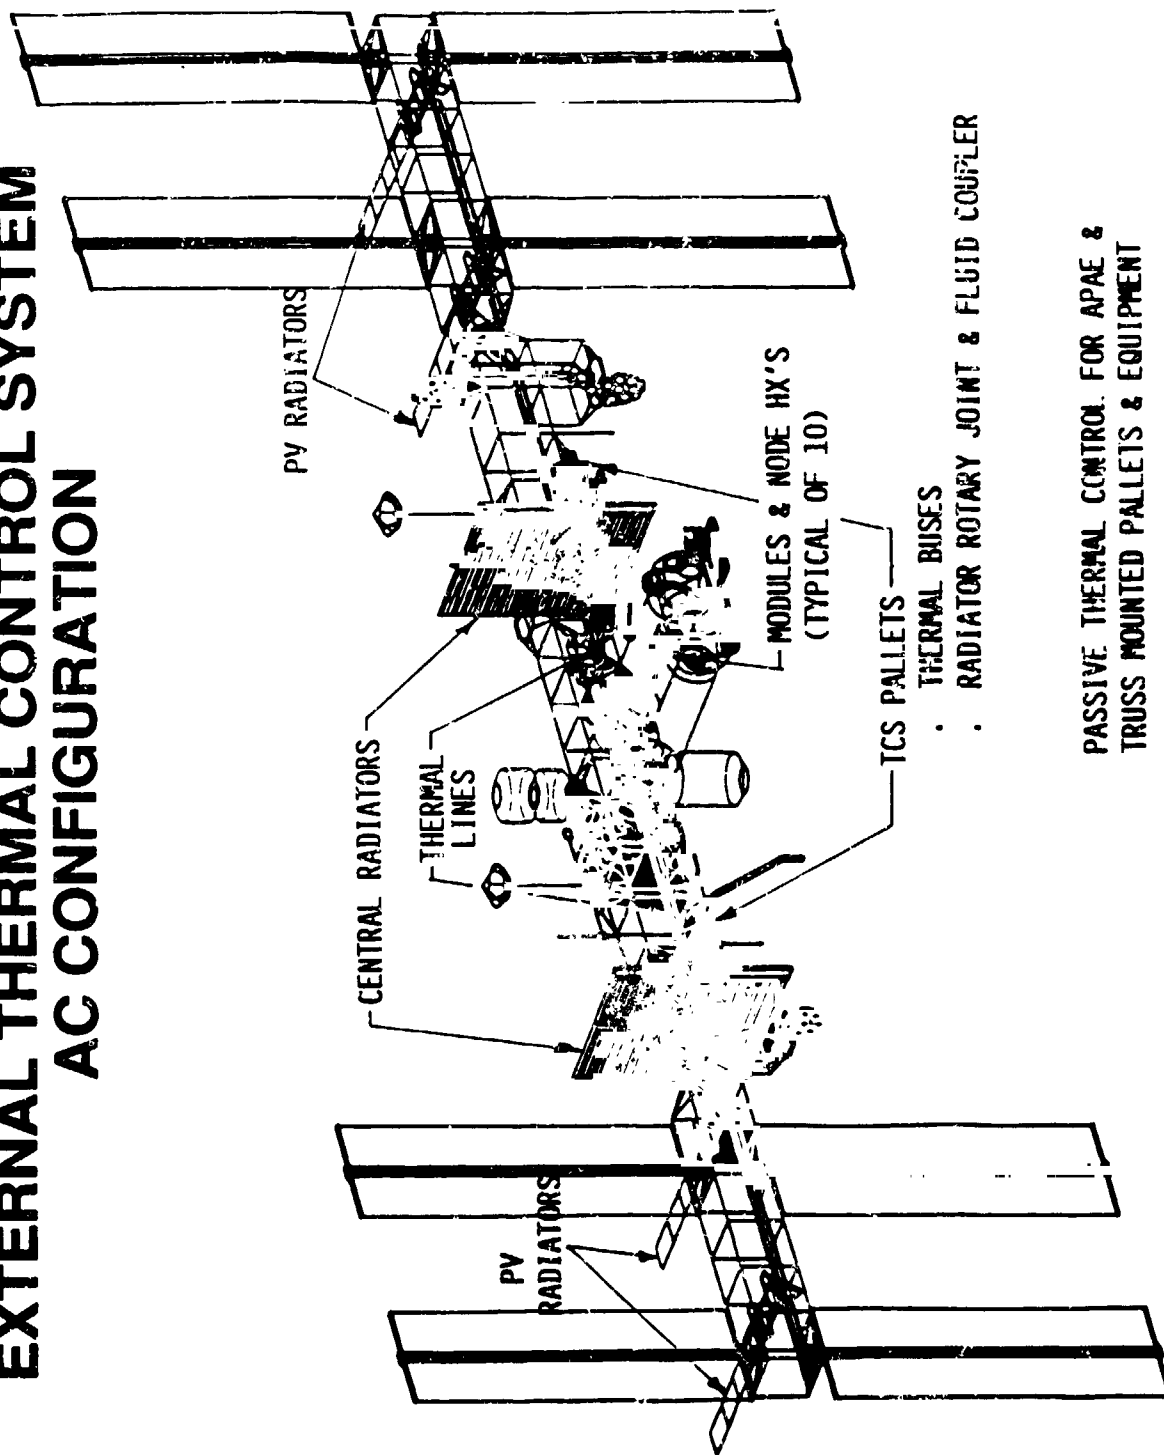 EXTERNAL THERMAL CONTROL SYSTEM
AC CONFIGURATION
PV RADIATORS
CENTRAL RADIATORS
THERMAL
LINES
PV
RADIATORS
MODULES & NODE HX'S
(TYPICAL OF 10)
TCS PALLETS
· THERMAL BUSES
· RADIATOR ROTARY JOINT & FLUID COUPLER
PASSIVE THERMAL CONTROL FOR APAE &
TRUSS MOUNTED PALLETS & EQUIPMENT